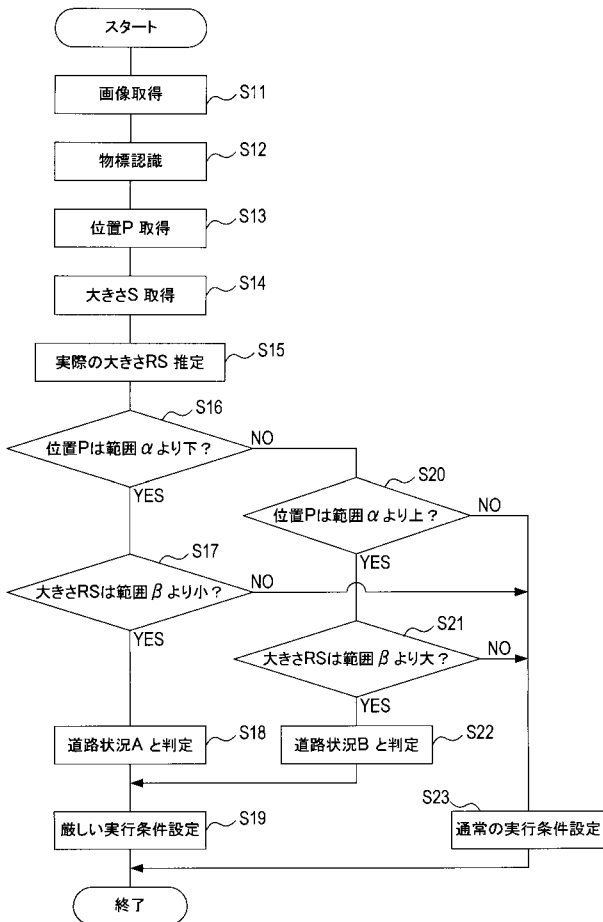 スタート
画像取得
S11
物標認識
S12
位置P 取得
S13
大きさS 取得
S14
実際の大きさRS 推定
S15
位置Pは範囲αより下？
S16
NO
YES
位置Pは範囲αより上？
S20
NO
YES
大きさRSは範囲βより小？
S17
NO
YES
大きさRSは範囲βより大？
S21
NO
YES
道路状況A と判定
S18
道路状況B と判定
S22
厳しい実行条件設定
S19
通常の実行条件設定
S23
終了